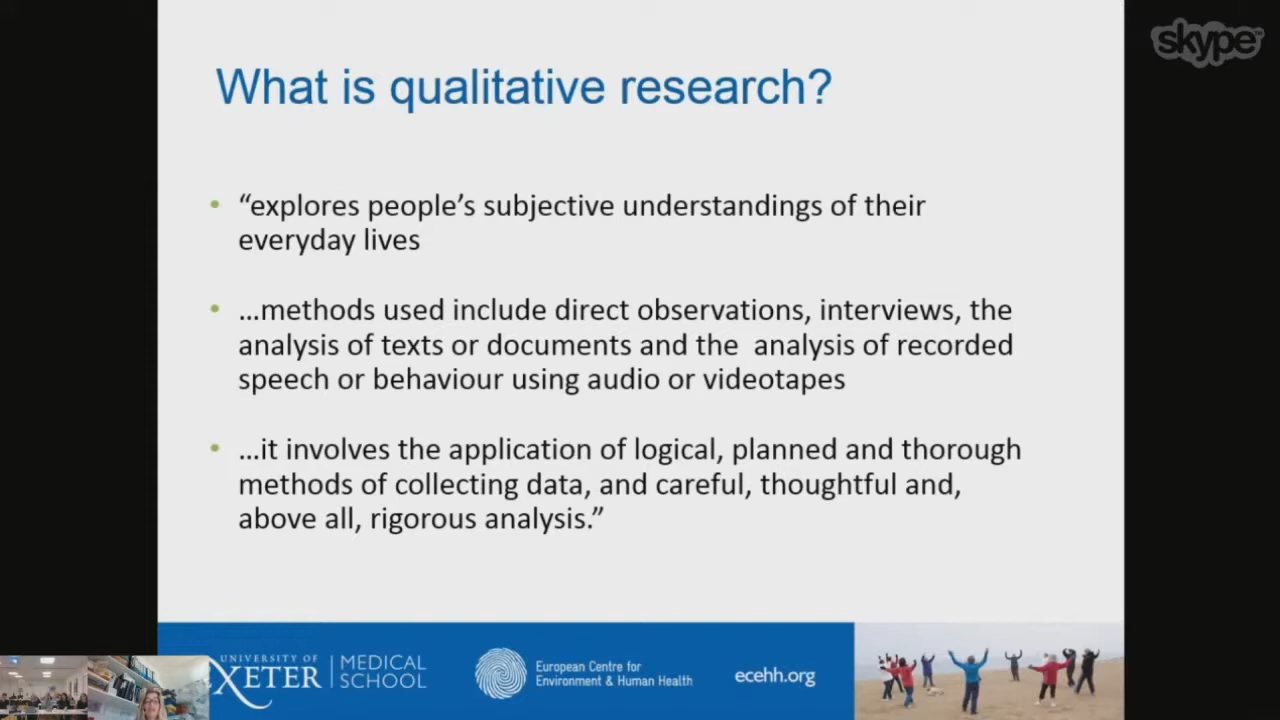 skype
What is qualitative research?
• “explores people’s subjective understandings of their
everyday lives
• …methods used include direct observations, interviews, the
analysis of texts or documents and the  analysis of recorded
speech or behaviour using audio or videotapes
• …it involves the application of logical, planned and thorough
methods of collecting data, and careful, thoughtful and,
above all, rigorous analysis.”
UNIVERSITY OF
EXETER
MEDICAL
SCHOOL
European Centre for
Environment & Human Health
ecehh.org